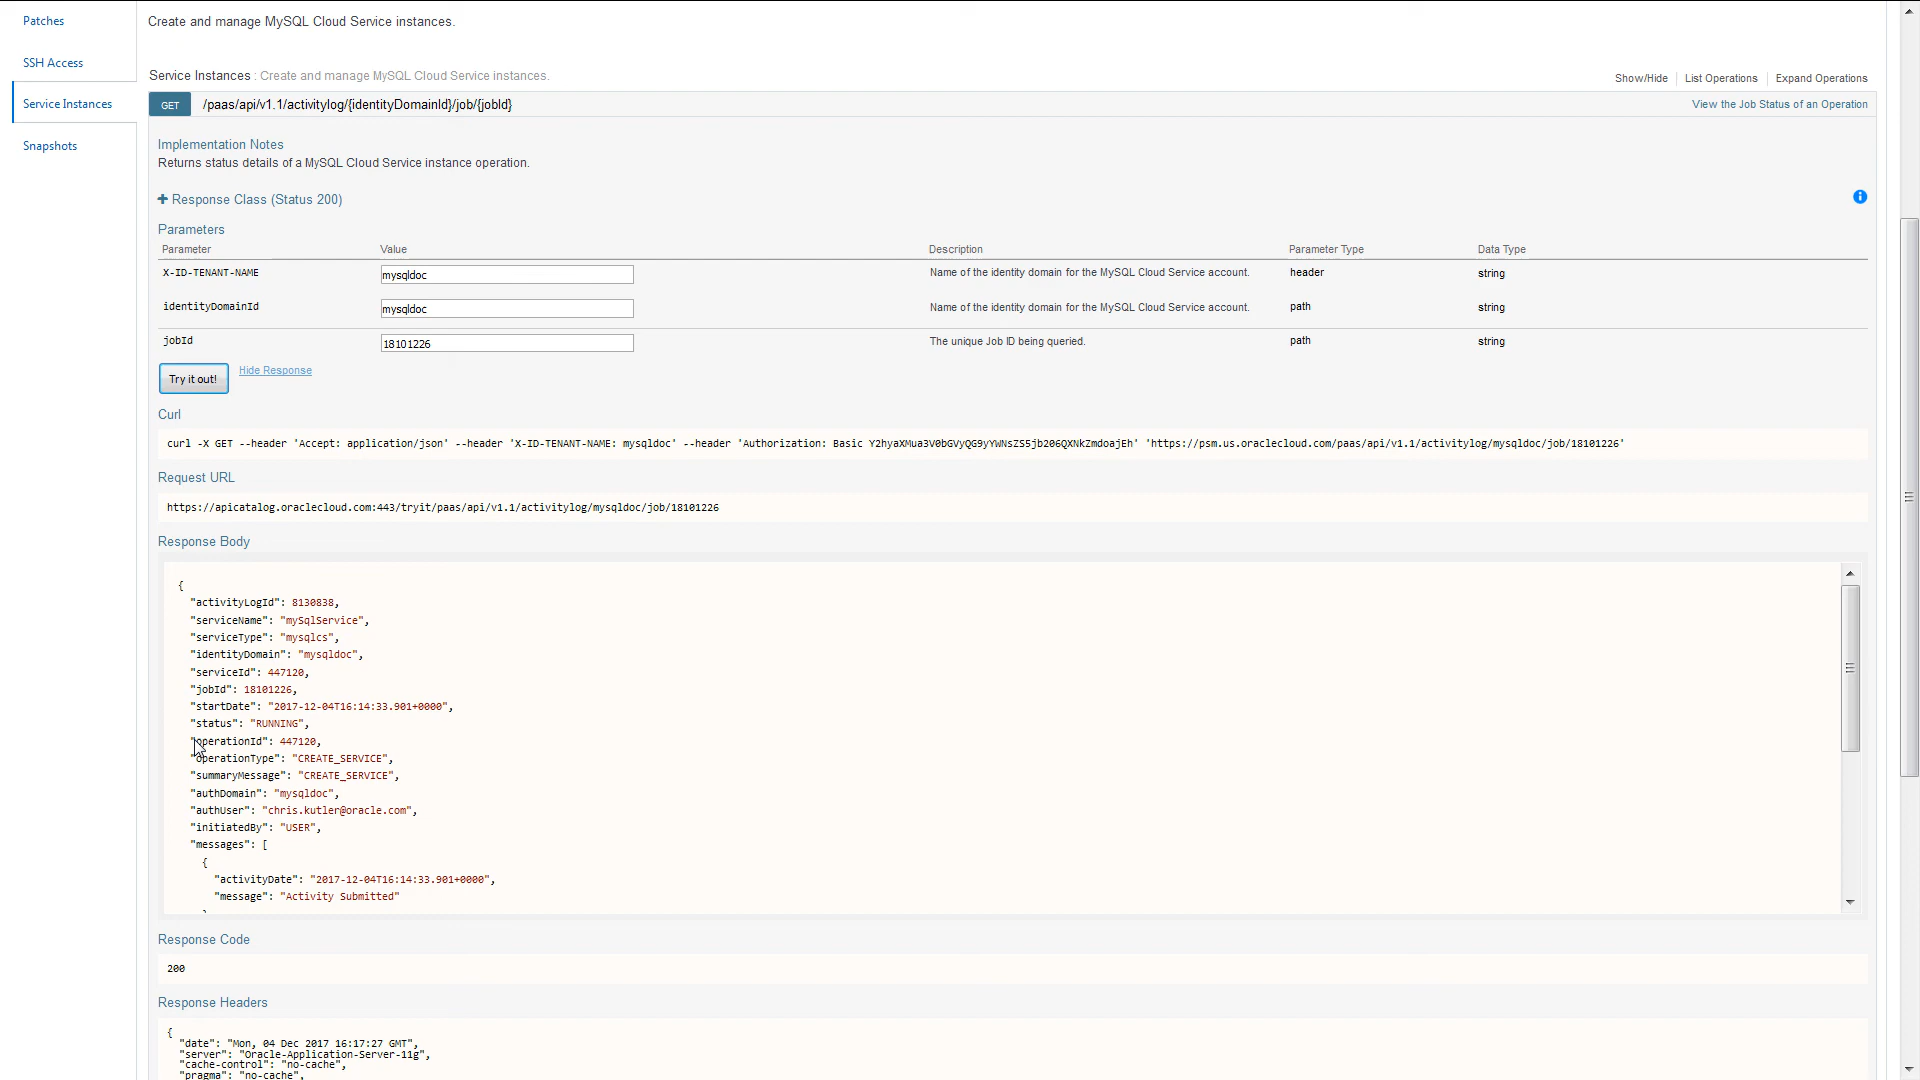 Patches
Create and manage MySQL Cloud Service instances.
SSH Access
Service Instances : Create and manage MySQL Cloud Service instances.
Show/Hide | List Operations | Expand Operations
Service Instances
GET /paas/api/v1.1/activitylog/{identityDomainId}/job/{jobId}
View the Job Status of an Operation
Snapshots
Implementation Notes
Returns status details of a MySQL Cloud Service instance operation.
+ Response Class (Status 200)
Parameters
Parameter Value Description Parameter Type Data Type
X-ID-TENANT-NAME mysqldoc Name of the identity domain for the MySQL Cloud Service account. header string
identityDomainId mysqldoc Name of the identity domain for the MySQL Cloud Service account. path string
jobId 18101226 The unique Job ID being queried. path string
Try it out! Hide Response
Curl
curl -X GET --header 'Accept: application/json' --header 'X-ID-TENANT-NAME: mysqldoc' --header 'Authorization: Basic Y2hyaXMua3V0bGVyQG9yYWNsZS5jb206QXNkZmdoajEh' 'https://psm.us.oraclecloud.com/paas/api/v1.1/activitylog/mysqldoc/job/18101226'
Request URL
https://apicatalog.oraclecloud.com:443/tryit/paas/api/v1.1/activitylog/mysqldoc/job/18101226
Response Body
{
"activityLogId": 8130838,
"serviceName": "mySqlService",
"serviceType": "mysqlcs",
"identityDomain": "mysqldoc",
"serviceId": 447120,
"jobId": 18101226,
"startDate": "2017-12-04T16:14:33.901+0000",
"status": "RUNNING",
"operationId": 447120,
"operationType": "CREATE_SERVICE",
"summaryMessage": "CREATE_SERVICE",
"authDomain": "mysqldoc",
"authUser": "chris.kutler@oracle.com",
"initiatedBy": "USER",
"messages": [
{
"activityDate": "2017-12-04T16:14:33.901+0000",
"message": "Activity Submitted"
Response Code
200
Response Headers
{
"date": "Mon, 04 Dec 2017 16:17:27 GMT",
"server": "Oracle-Application-Server-11g",
"cache-control": "no-cache",
"pragma": "no-cache",